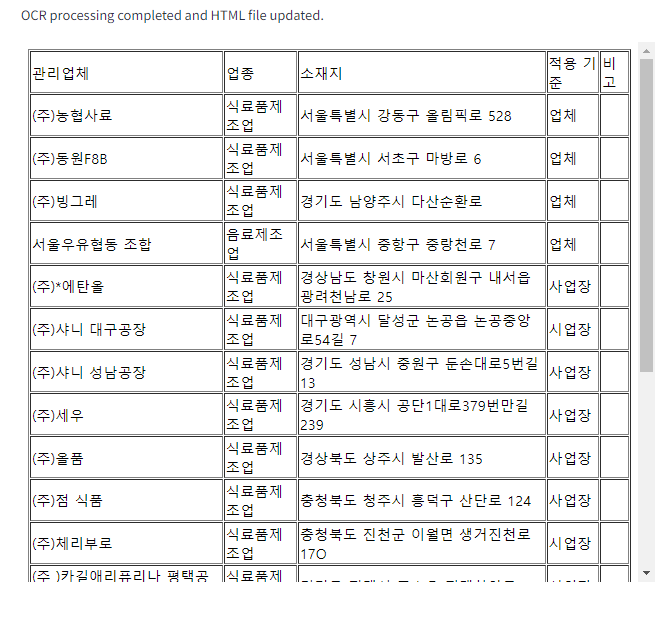 OCR processing completed and HTML file updated.
관리업체 업종 소재지 적용 기준 비고
(주)농협사료 식료품제조업 서울특별시 강동구 올림픽로 528 업체
(주)동원F8B 식료품제조업 서울특별시 서초구 마방로 6 업체
(주)빙그레 식료품제조업 경기도 남양주시 다산순환로 업체
서울우유협동 조합 음료제조업 서울특별시 중항구 중랑천로 7 업체
(주)*에탄올 식료품제조업 경상남도 창원시 마산회원구 내서읍 광려천남로 25 사업장
(주)샤니 대구공장 식료품제조업 대구광역시 달성군 논공읍 논공중앙로54길 7 시업장
(주)샤니 성남공장 식료품제조업 경기도 성남시 중원구 둔손대로5번길 13 사업장
(주)세우 식료품제조업 경기도 시흥시 공단1대로379번만길 239 사업장
(주)올품 식료품제조업 경상북도 상주시 발산로 135 사업장
(주)점 식품 식료품제조업 충청북도 청주시 흥덕구 산단로 124 사업장
(주)체리부로 식료품제조업 충청북도 진천군 이월면 생거진천로 17O 시업장
(주 )카길애리퓨리나 평택공 식료품제